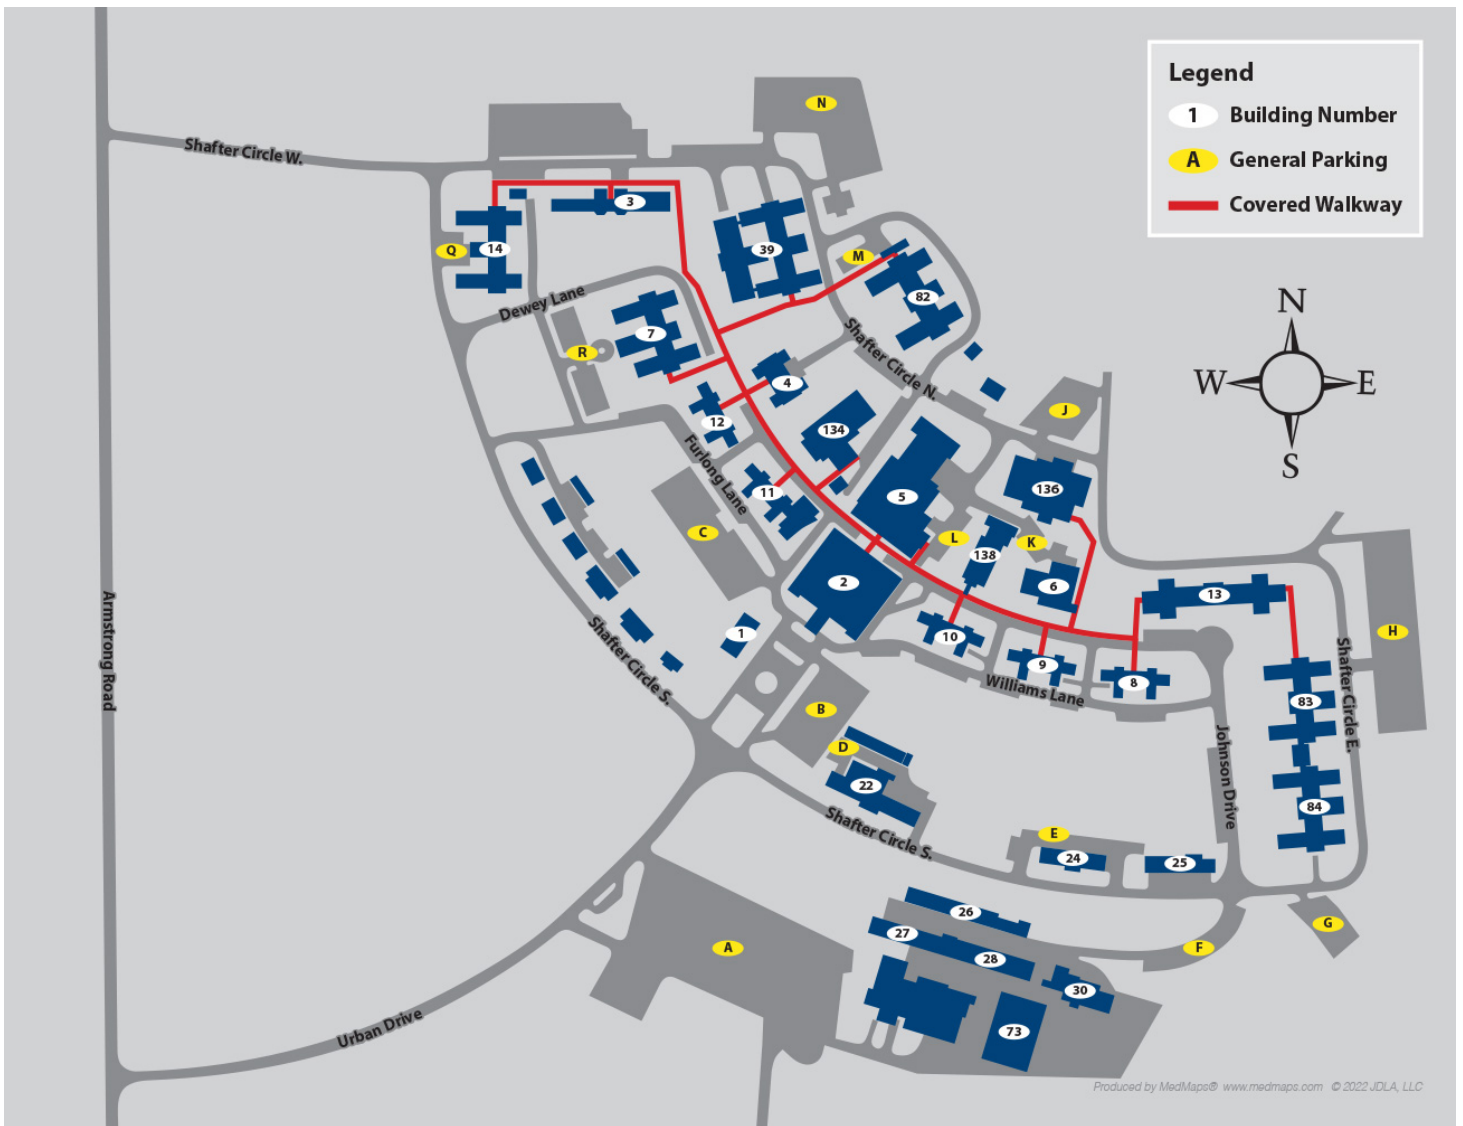 Legend
1 Building Number
A General Parking
Covered Walkway
N
W E
S
N
Shafter Circle W.
3
Q
14
39
M
82
Dewey Lane
7
R
Shafter Circle N.
4
12
134
J
Furlong Lane
11
5
136
C
L
K
138
2
6
13
Armstrong Road
Shafter Circle S.
1
10
9
8
Williams Lane
H
Shafter Circle E.
83
B
D
22
Johnson Drive
84
Shafter Circle S.
E
24
25
26
27
28
A
F
G
30
73
Urban Drive
Produced by MedMaps® www.medmaps.com © 2022 JDLA, LLC